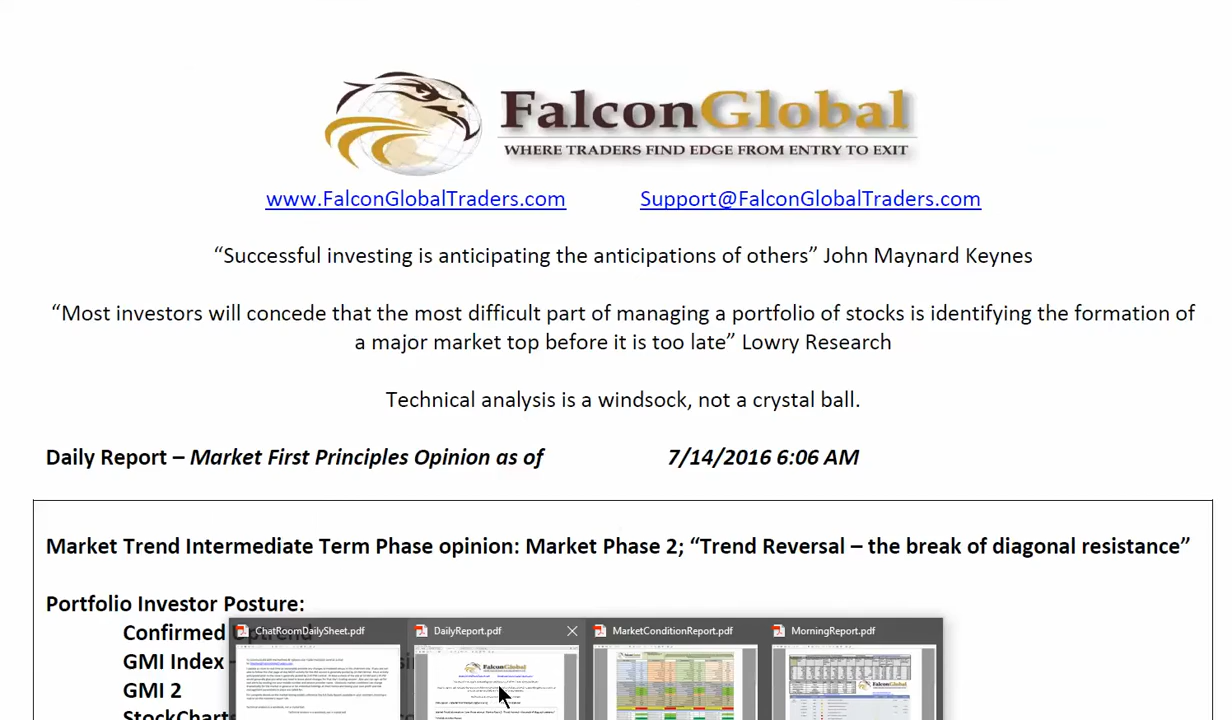 FalconGlobal
WHERE TRADERS FIND EDGE FROM ENTRY TO EXIT
www.FalconGlobalTraders.com Support@FalconGlobalTraders.com
“Successful investing is anticipating the anticipations of others” John Maynard Keynes
“Most investors will concede that the most difficult part of managing a portfolio of stocks is identifying the formation of
a major market top before it is too late” Lowry Research
Technical analysis is a windsock, not a crystal ball.
Daily Report – Market First Principles Opinion as of 7/14/2016 6:06 AM
Market Trend Intermediate Term Phase opinion: Market Phase 2; “Trend Reversal – the break of diagonal resistance”
Portfolio Investor Posture:
Confirmed
GMI Index –
GMI 2
StockChart
ChatRoomDailySheet.pdf DailyReport.pdf MarketConditionReport.pdf MorningReport.pdf
FalconGlobal